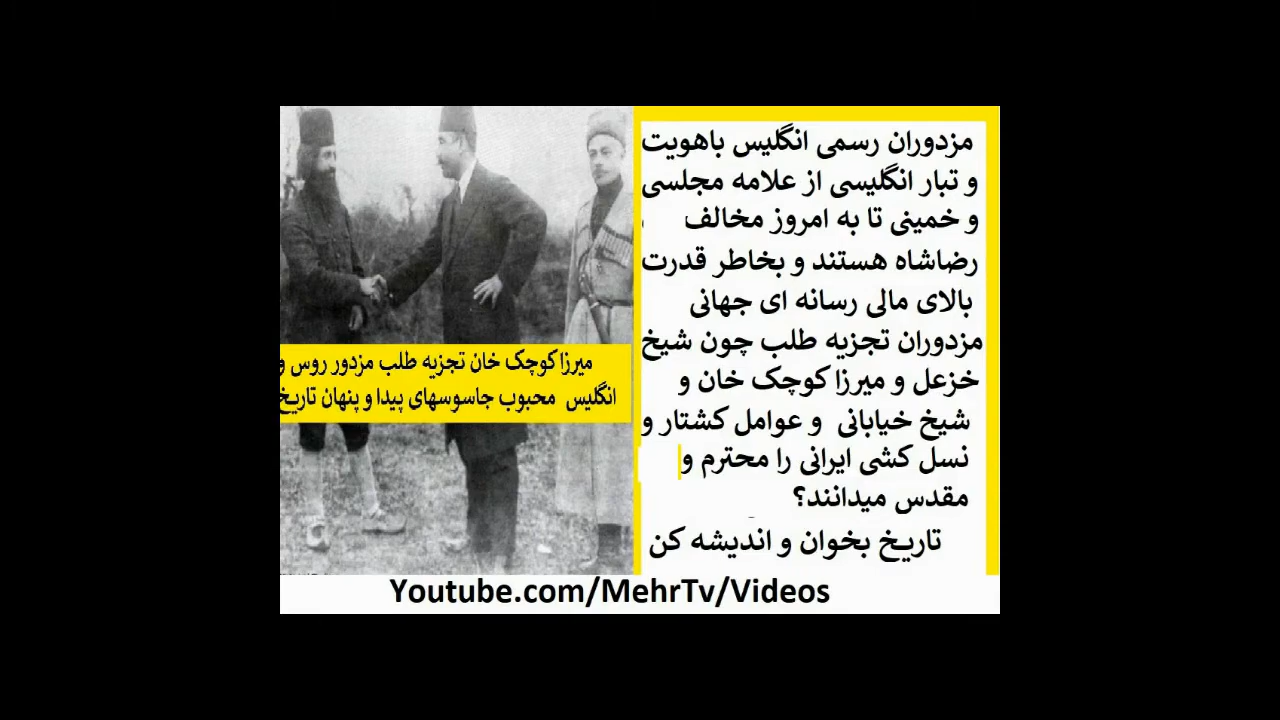 مزدوران رسمی انگلیس باهویت
و تبار انگلیسی از علامه مجلسی
و خمینی تا به امروز مخالف
رضاشاه هستند و بخاطر قدرت
بالای مالی رسانه ای جهانی
مزدوران تجزیه طلب چون شیخ
خزعل و میرزا کوچک خان و
شیخ خیابانی و عوامل کشتار و
نسل کشی ایرانی را محترم و
مقدس میدانند؟
تاریخ بخوان و اندیشه کن
میرزا کوچک خان تجزیه طلب مزدور روس و
انگلیس محبوب جاسوسهای پیدا و پنهان تاریخ
Youtube.com/MehrTv/Videos